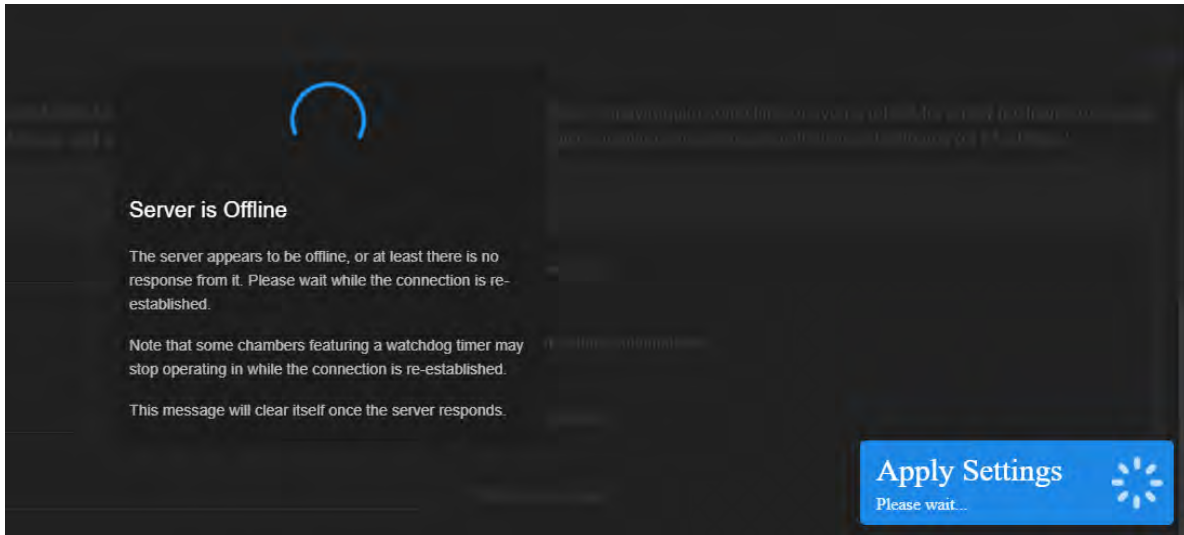 Server is Offline
The server appears to be offline, or at least there is no
response from it. Please wait while the connection is re-
established.
Note that some chambers featuring a watchdog timer may
stop operating in while the connection is re-established.
This message will clear itself once the server responds.
Apply Settings
Please wait...